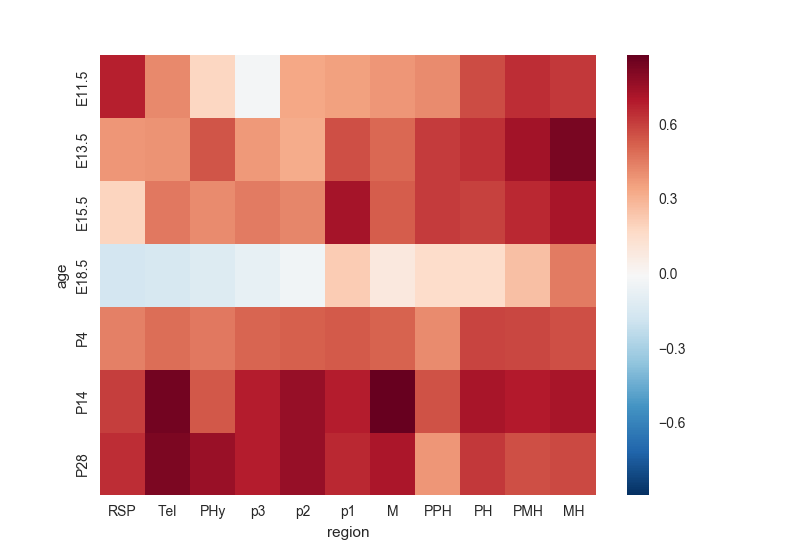 age
E11.5
E13.5
E15.5
E18.5
P4
P14
P28
RSP Tel PHy p3 p2 p1 M PPH PH PMH MH
region
0.6
0.3
0.0
−0.3
−0.6